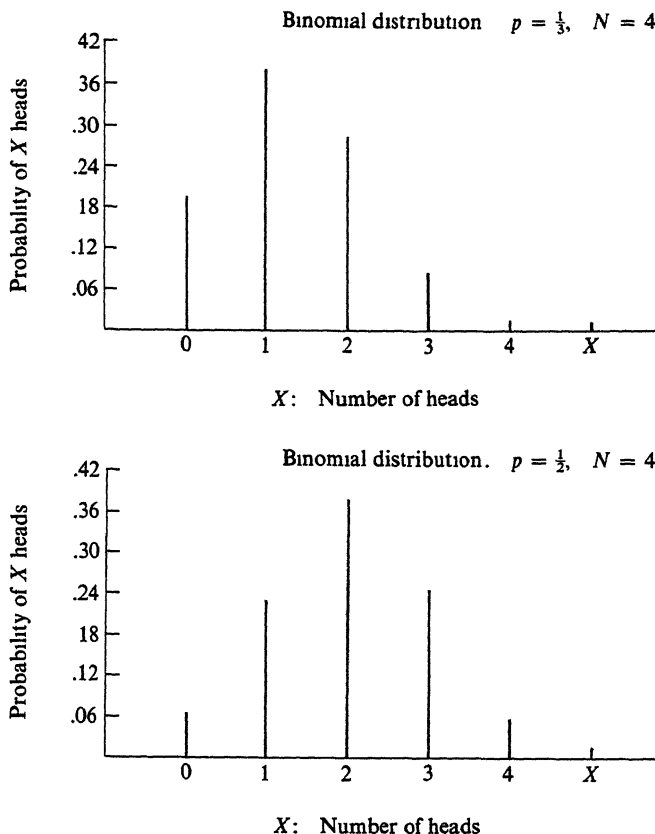 Binomial distribution p = 1/3, N = 4
Probability of X heads
.42
36
.30
.24
18
.12
.06
0 1 2 3 4 X
X: Number of heads
Binomial distribution. p = 1/2, N = 4
Probability of X heads
.42
.36
.30
.24
18
.12
.06
0 1 2 3 4 X
X: Number of heads